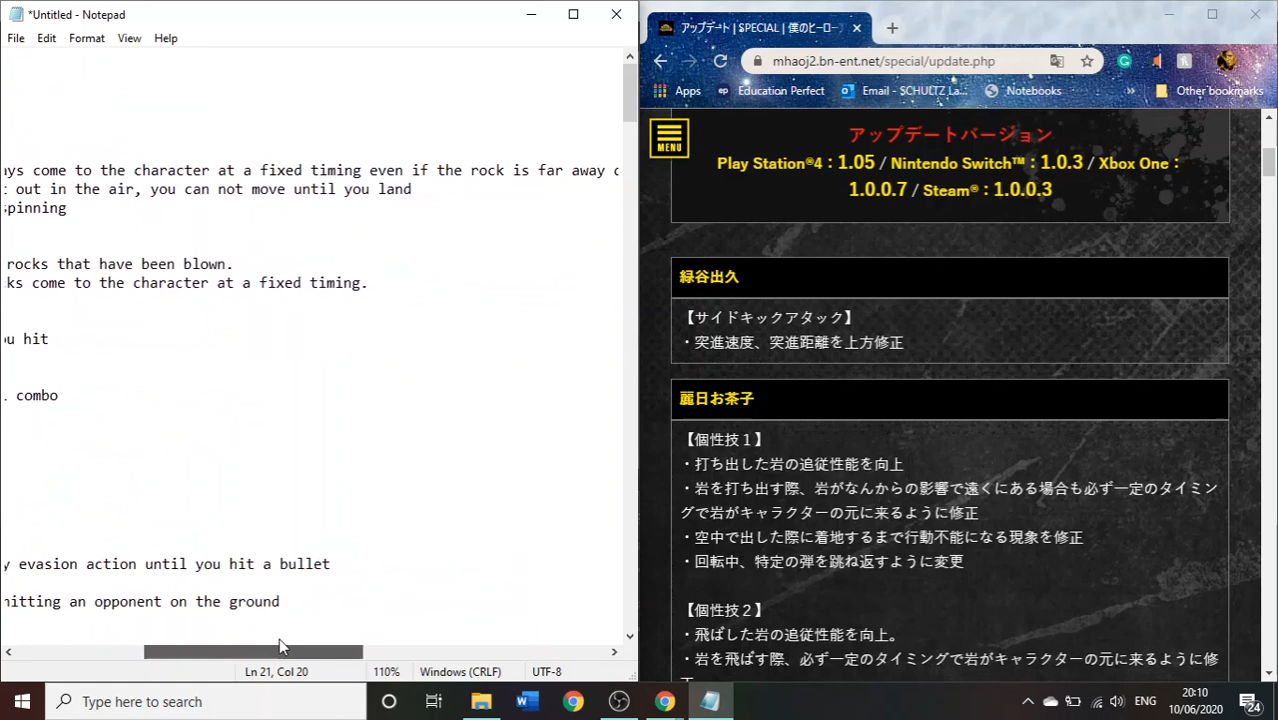 *Untitled - Notepad
File Edit Format View Help
come to the character at a fixed timing even if the rock is far away
out in the air, you can not move until you land
spinning
rocks that have been blown.
come to the character at a fixed timing.
hit
combo
evasion action until you hit a bullet
hitting an opponent on the ground
Ln 21, Col 20 110% Windows (CRLF) UTF-8
アップデート | SPECIAL | 僕のヒーロー
mhaoj2.bn-ent.net/special/update.php
Apps ep Education Perfect Email - SCHULTZ La... Notebooks » Other bookmarks
MENU
アップデートバージョン
Play Station®4 : 1.05 / Nintendo Switch™ : 1.0.3 / Xbox One :
1.0.0.7 / Steam® : 1.0.0.3
緑谷出久
【サイドキックアタック】
・突進速度、突進距離を上方修正
麗日お茶子
【個性技１】
・打ち出した岩の追従性能を向上
・岩を打ち出す際、岩がなんからの影響で遠くにある場合も必ず一定のタイミン
グで岩がキャラクターの元に来るように修正
・空中で出した際に着地するまで行動不能になる現象を修正
・回転中、特定の弾を跳ね返すように変更
【個性技２】
・飛ばした岩の追従性能を向上。
・岩を飛ばす際、必ず一定のタイミングで岩がキャラクターの元に来るように修
Type here to search
ENG
20:10
10/06/2020
24